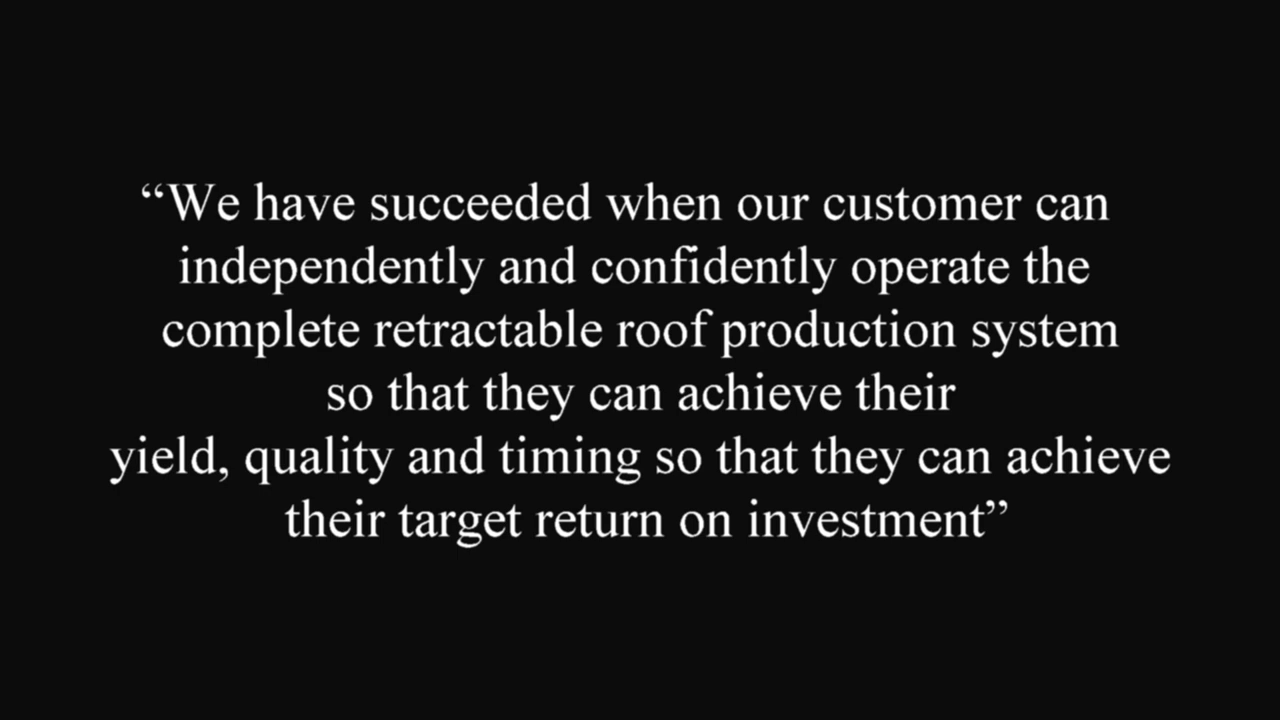 “We have succeeded when our customer can
independently and confidently operate the
complete retractable roof production system
so that they can achieve their
yield, quality and timing so that they can achieve
their target return on investment”